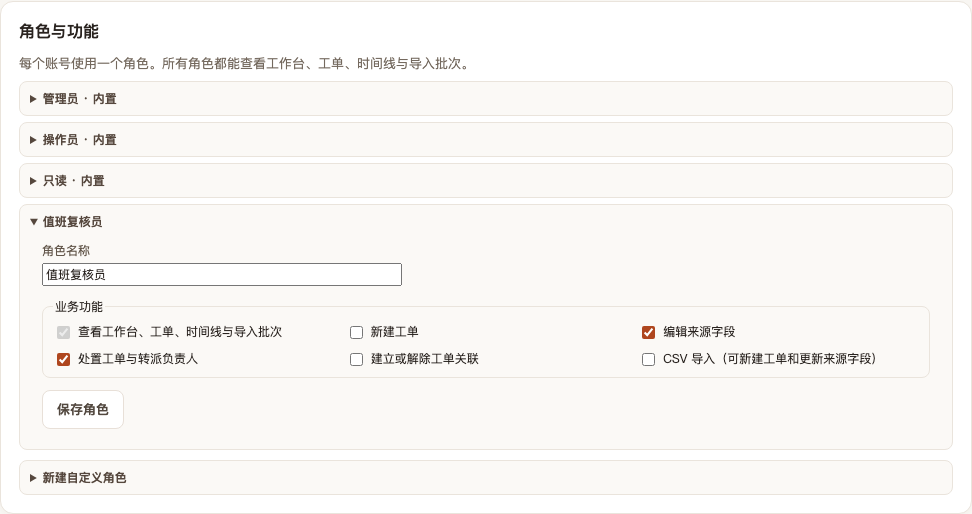 角色与功能
每个账号使用一个角色。所有角色都能查看工作台、工单、时间线与导入批次。
管理员 · 内置
操作员 · 内置
只读 · 内置
值班复核员
角色名称
值班复核员
业务功能
查看工作台、工单、时间线与导入批次 新建工单 编辑来源字段
处置工单与转派负责人 建立或解除工单关联 CSV 导入（可新建工单和更新来源字段）
保存角色
新建自定义角色